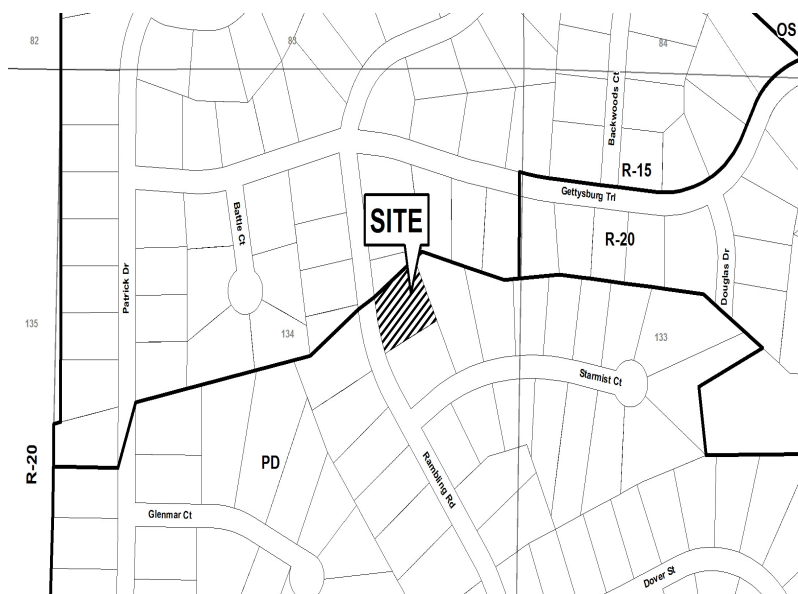 82
83
84
OS
Backwoods Ct
R-15
Gettysburg Trl
SITE
R-20
Battle Ct
Patrick Dr
Douglas Dr
135
134
133
Starmist Ct
R-20
PD
Rambling Rd
Glenmar Ct
Dover St